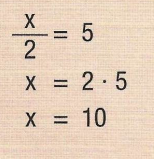 x/2 = 5
x = 2 · 5
x = 10